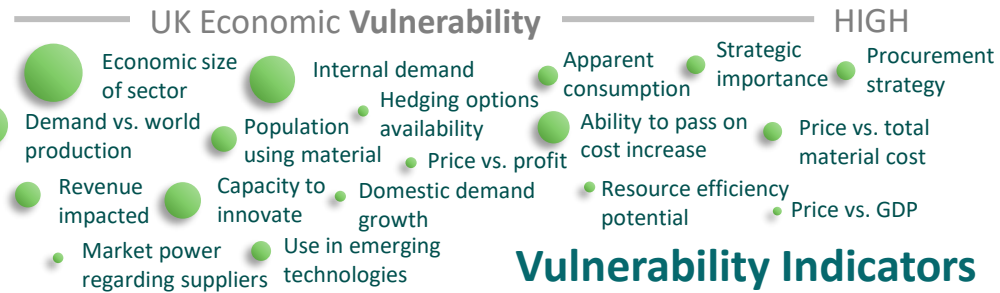 UK Economic Vulnerability
HIGH
Economic size
of sector
Internal demand
Apparent
consumption
Strategic
importance
Procurement
strategy
Demand vs. world
production
Population
using material
Hedging options
availability
Ability to pass on
cost increase
Price vs. total
material cost
Price vs. profit
Revenue
impacted
Capacity to
innovate
Domestic demand
growth
Resource efficiency
potential
Price vs. GDP
Market power
regarding suppliers
Use in emerging
technologies
Vulnerability Indicators